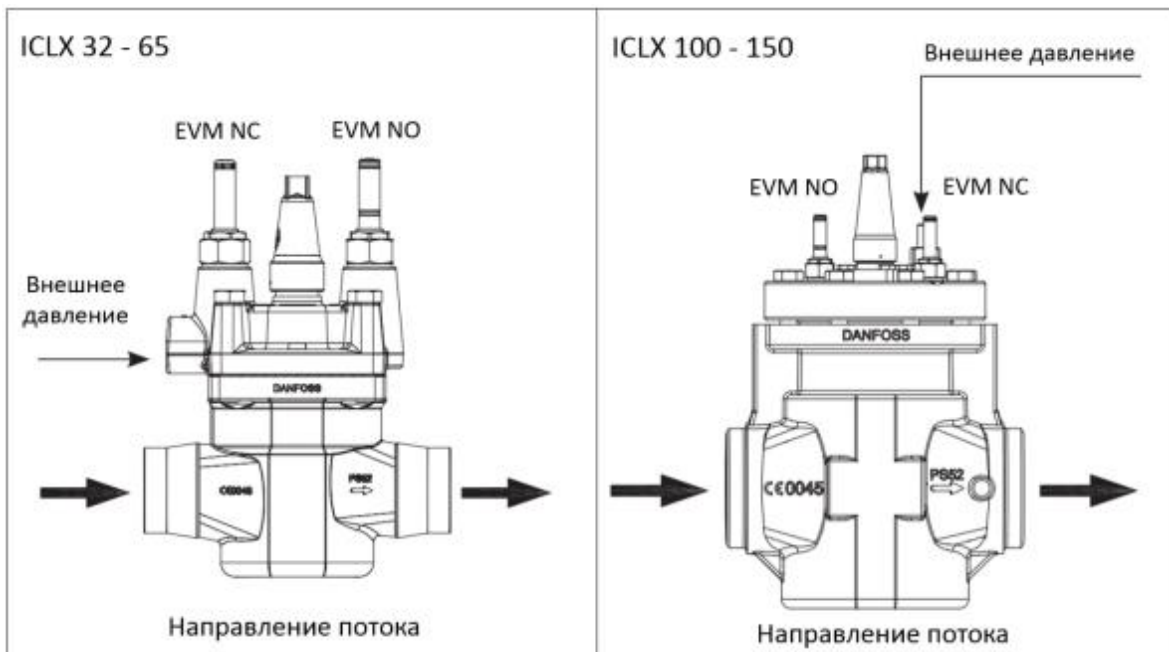 ICLX 32 - 65
EVM NC
EVM NO
Внешнее
давление
DANFOSS
CE0045
PS52
Направление потока
ICLX 100 - 150
Внешнее давление
EVM NO
EVM NC
DANFOSS
CE0045
PS52
Направление потока